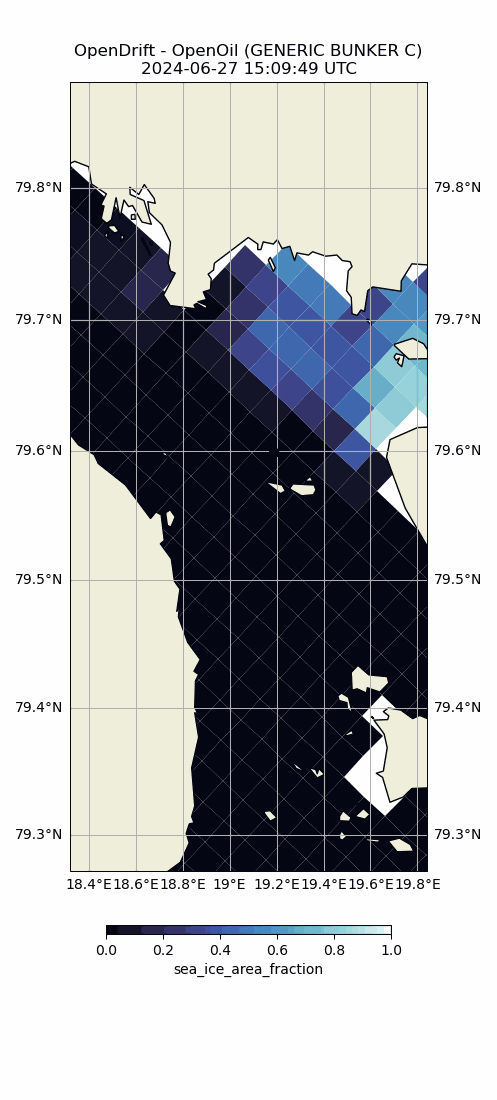 OpenDrift - OpenOil (GENERIC BUNKER C)
2024-06-27 15:09:49 UTC
79.8°N 79.8°N
79.7°N 79.7°N
79.6°N 79.6°N
79.5°N 79.5°N
79.4°N 79.4°N
79.3°N 79.3°N
18.4°E 18.6°E 18.8°E 19°E 19.2°E 19.4°E 19.6°E 19.8°E
0.0 0.2 0.4 0.6 0.8 1.0
sea_ice_area_fraction